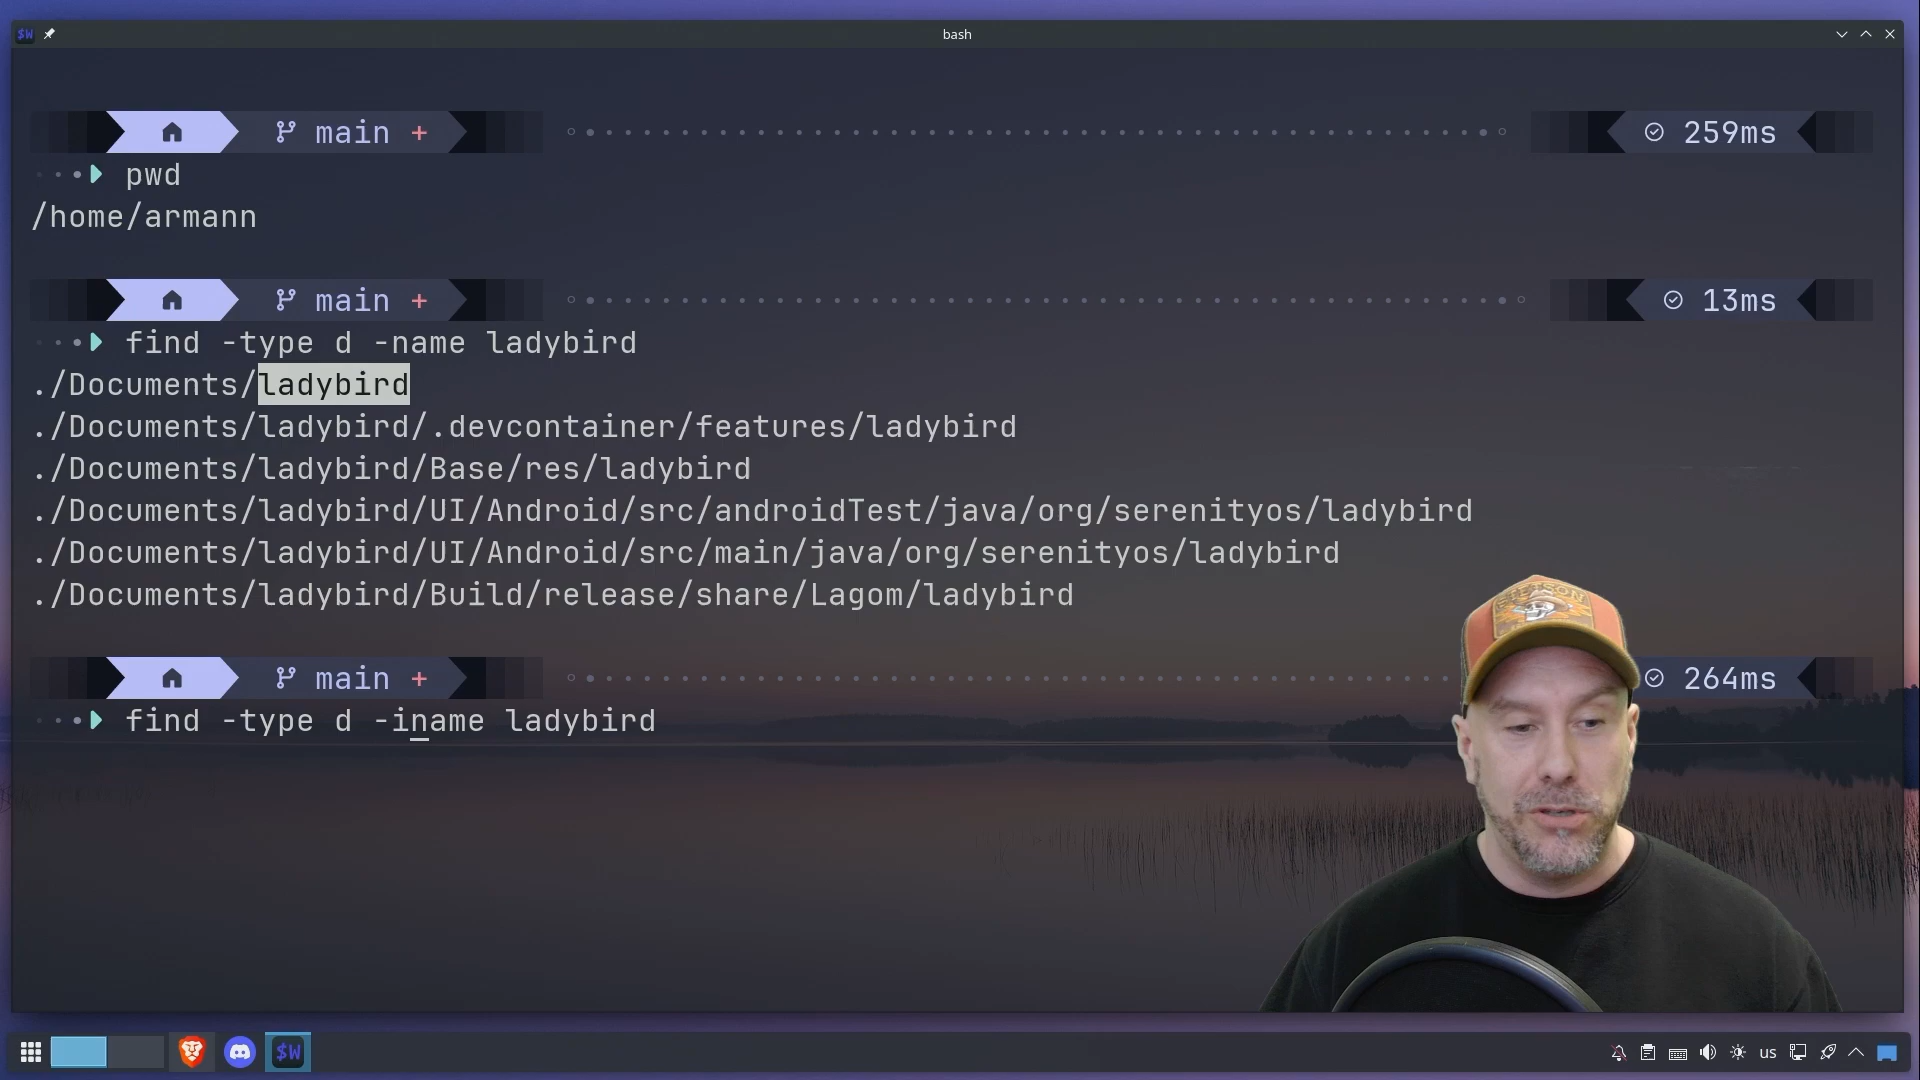 $W
bash
main +
259ms
pwd
/home/armann
main +
13ms
find -type d -name ladybird
./Documents/ladybird
./Documents/ladybird/.devcontainer/features/ladybird
./Documents/ladybird/Base/res/ladybird
./Documents/ladybird/UI/Android/src/androidTest/java/org/serenityos/ladybird
./Documents/ladybird/UI/Android/src/main/java/org/serenityos/ladybird
./Documents/ladybird/Build/release/share/Lagom/ladybird
main +
264ms
find -type d -iname ladybird
STETSON
$W
us